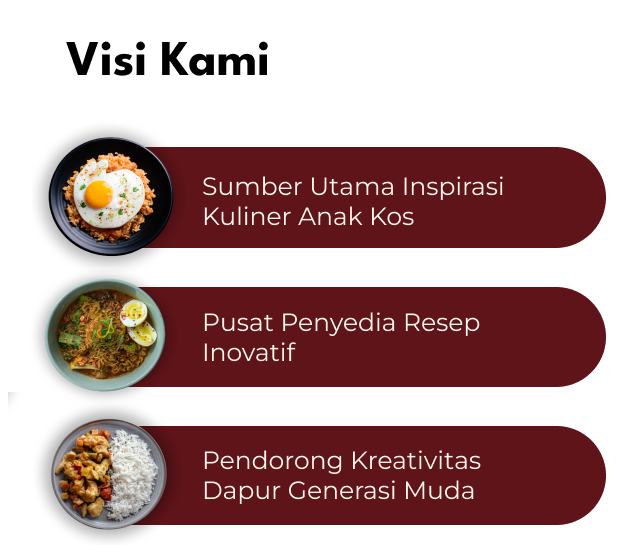 Visi Kami
Sumber Utama Inspirasi
Kuliner Anak Kos
Pusat Penyedia Resep
Inovatif
Pendorong Kreativitas
Dapur Generasi Muda